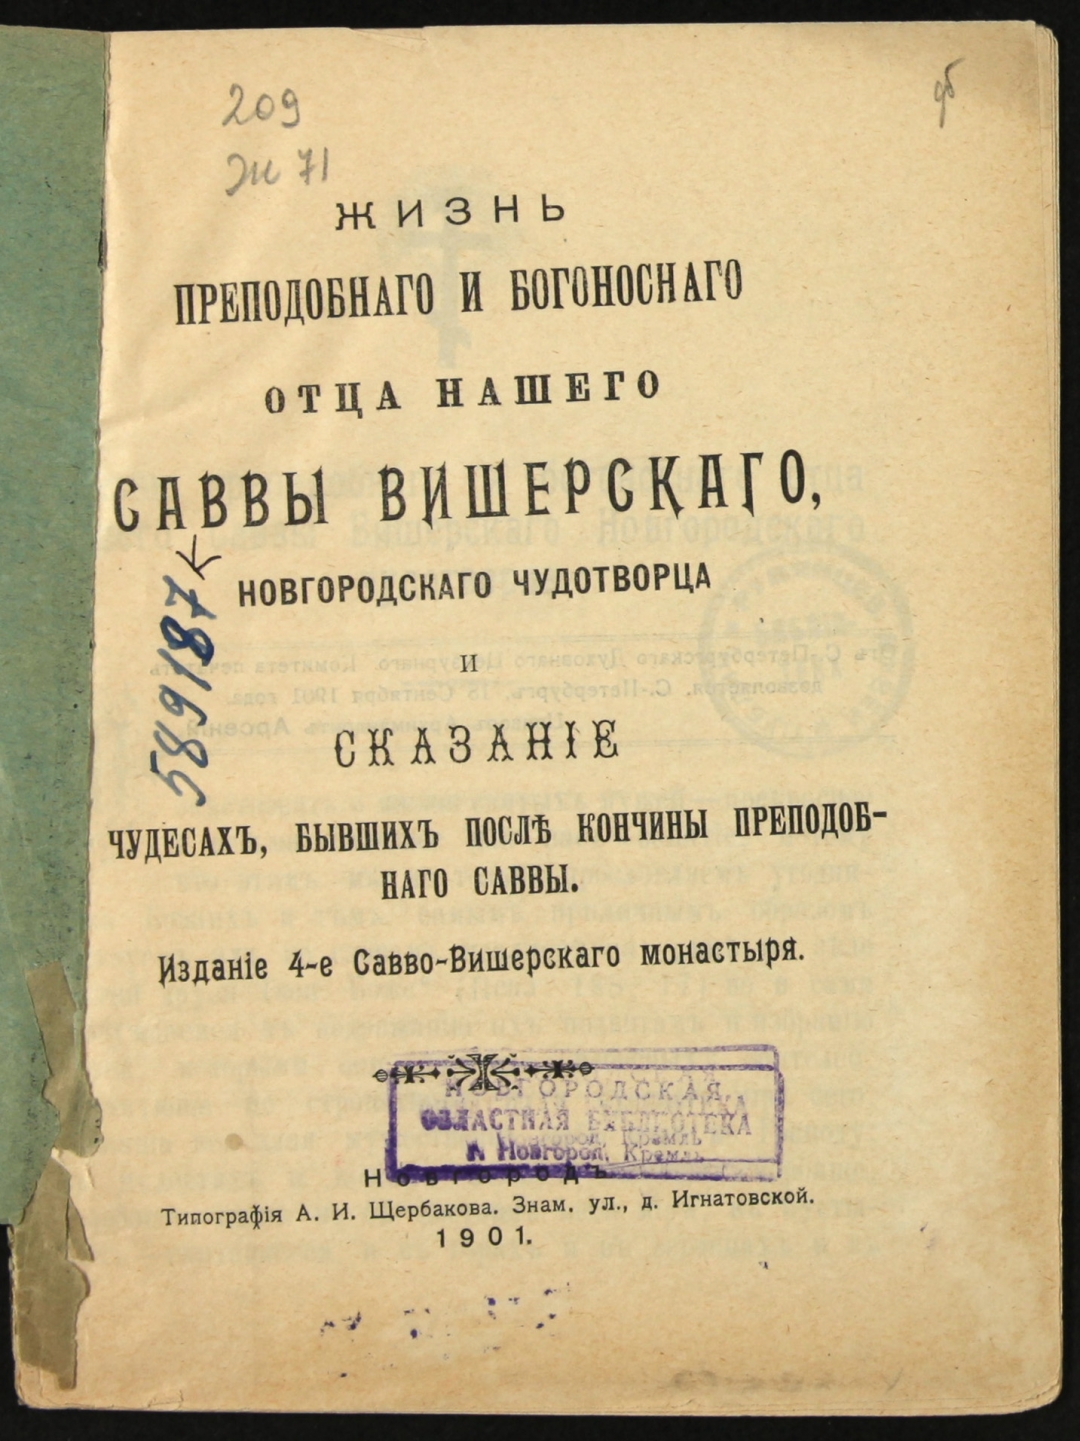 209
Ж 71
ЖИЗНЬ
ПРЕПОДОБНАГО И БОГОНОСНАГО
ОТЦА НАШЕГО
САВВЫ ВИШЕРСКАГО,
НОВГОРОДСКАГО ЧУДОТВОРЦА
И
СКАЗАНІЕ
ЧУДЕСАХЪ, БЫВШИХЪ ПОСЛѢ КОНЧИНЫ ПРЕПОДОБ-
НАГО САВВЫ.
Изданіе 4-е Савво-Вишерскаго монастыря.
НОВГОРОДСКАЯ
ОБЛАСТНАЯ БИБЛИОТЕКА
г. Новгород, Кремль
Новгородъ
Типографія А. И. Щербакова. Знам. ул., д. Игнатовской.
1901.
589187